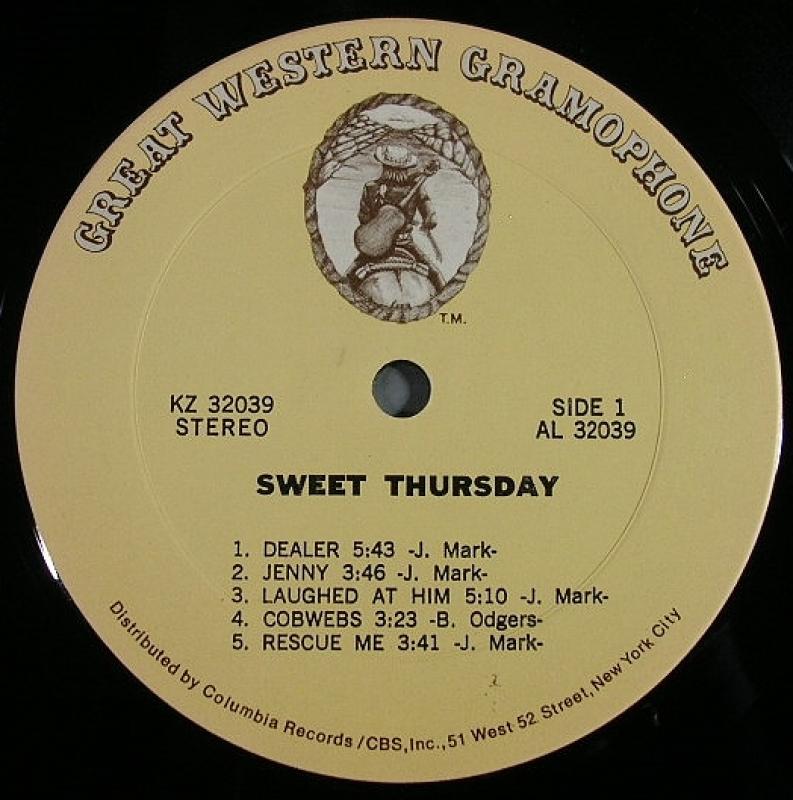 GREAT WESTERN GRAMOPHONE
T.M.
KZ 32039
STEREO
SIDE 1
AL 32039
SWEET THURSDAY
1. DEALER 5:43 -J. Mark-
2. JENNY 3:46 -J. Mark-
3. LAUGHED AT HIM 5:10 -J. Mark-
4. COBWEBS 3:23 -B. Odgers-
5. RESCUE ME 3:41 -J. Mark-
Distributed by Columbia Records/CBS,Inc.,51 West 52 Street, New York City